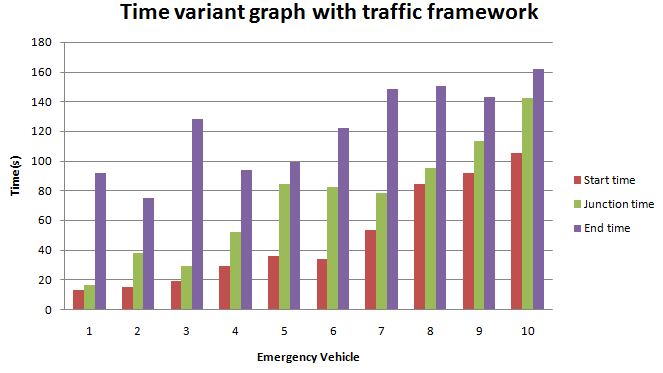 Time variant graph with traffic framework
180
160
140
120
100
80
60
40
20
0
Time(s)
1 2 3 4 5 6 7 8 9 10
Emergency Vehicle
Start time
Junction time
End time